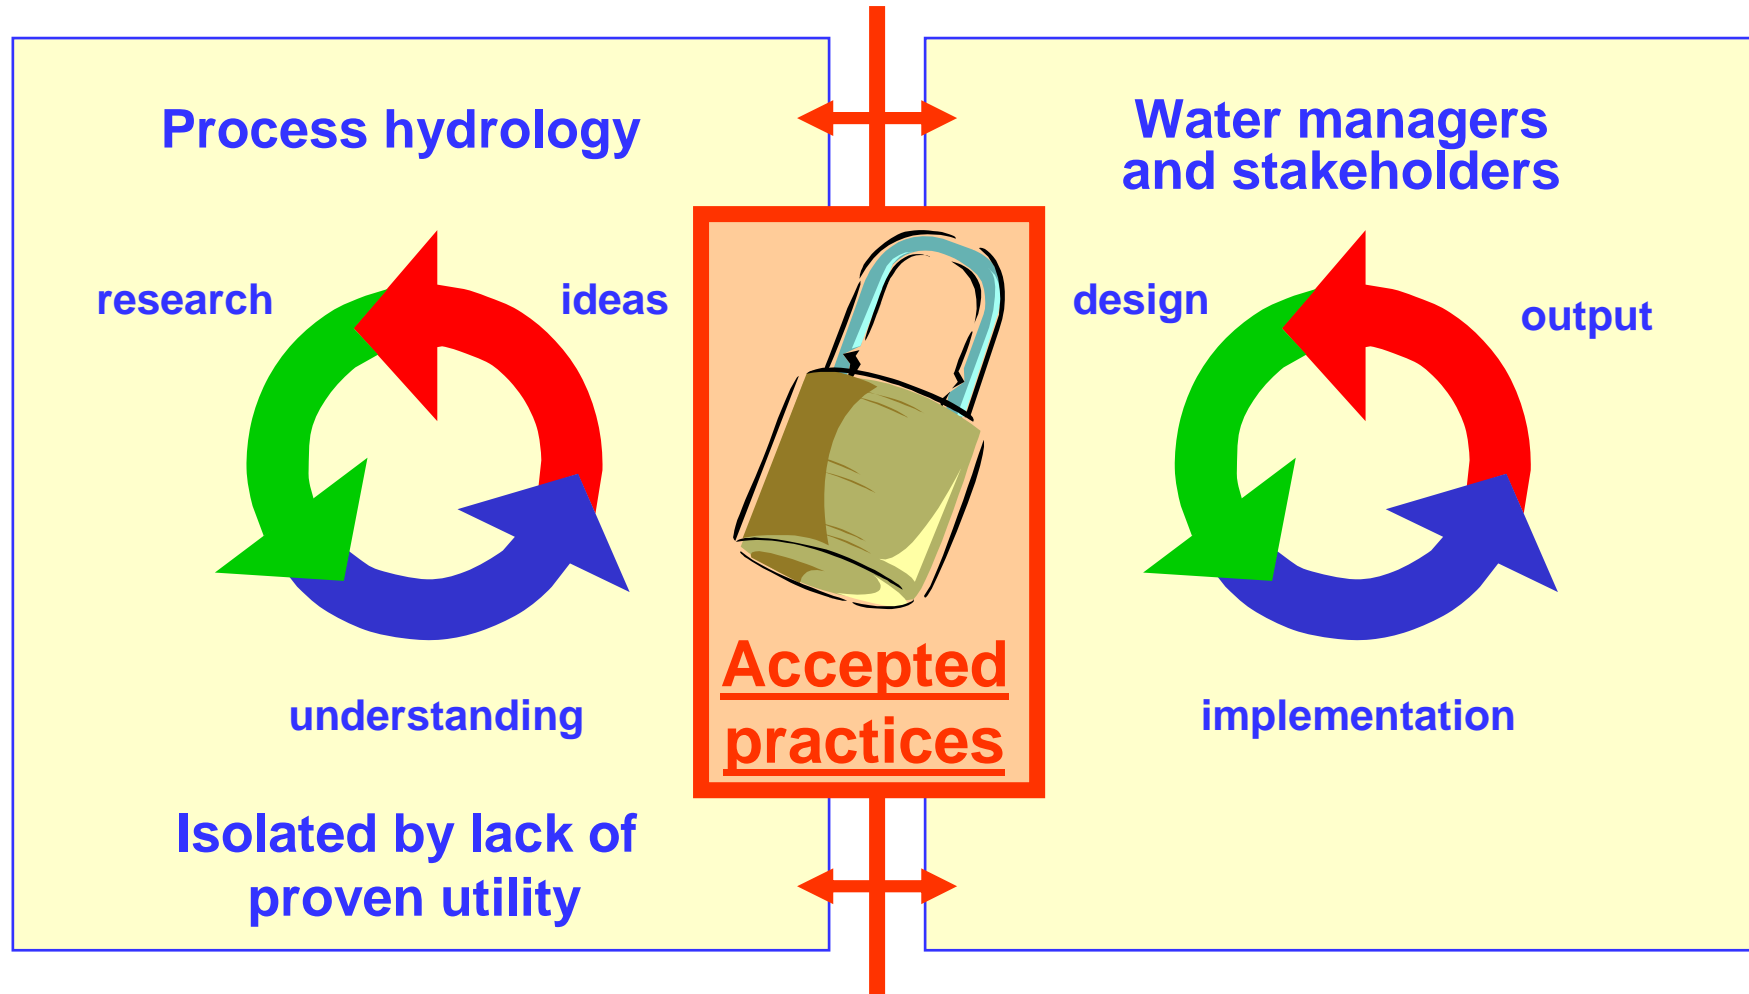 Process hydrology
research
ideas
understanding
Isolated by lack of
proven utility
Accepted
practices
Water managers
and stakeholders
design
output
implementation